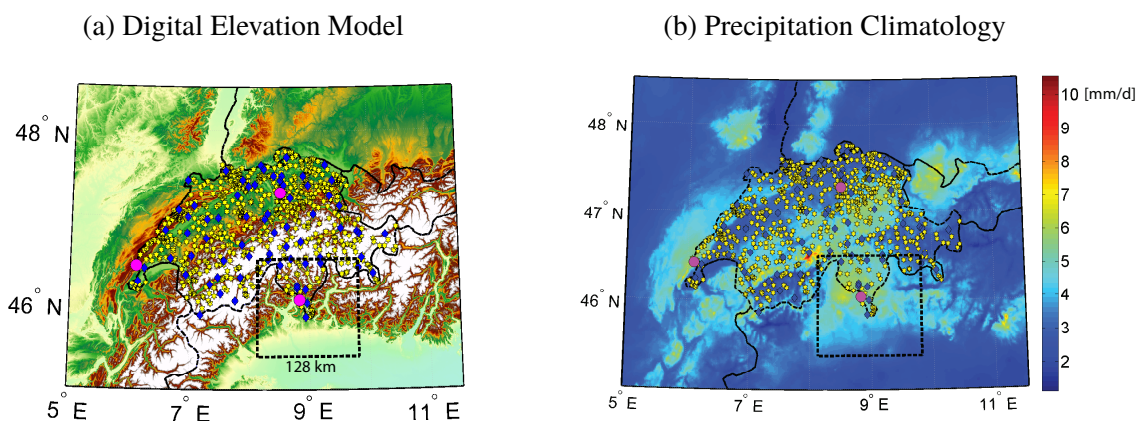 (a) Digital Elevation Model
48° N
47° N
46° N
128 km
5° E
7° E
9° E
11° E
(b) Precipitation Climatology
48° N
47° N
46° N
5° E
7° E
9° E
11° E
10 [mm/d]
9
8
7
6
5
4
3
2